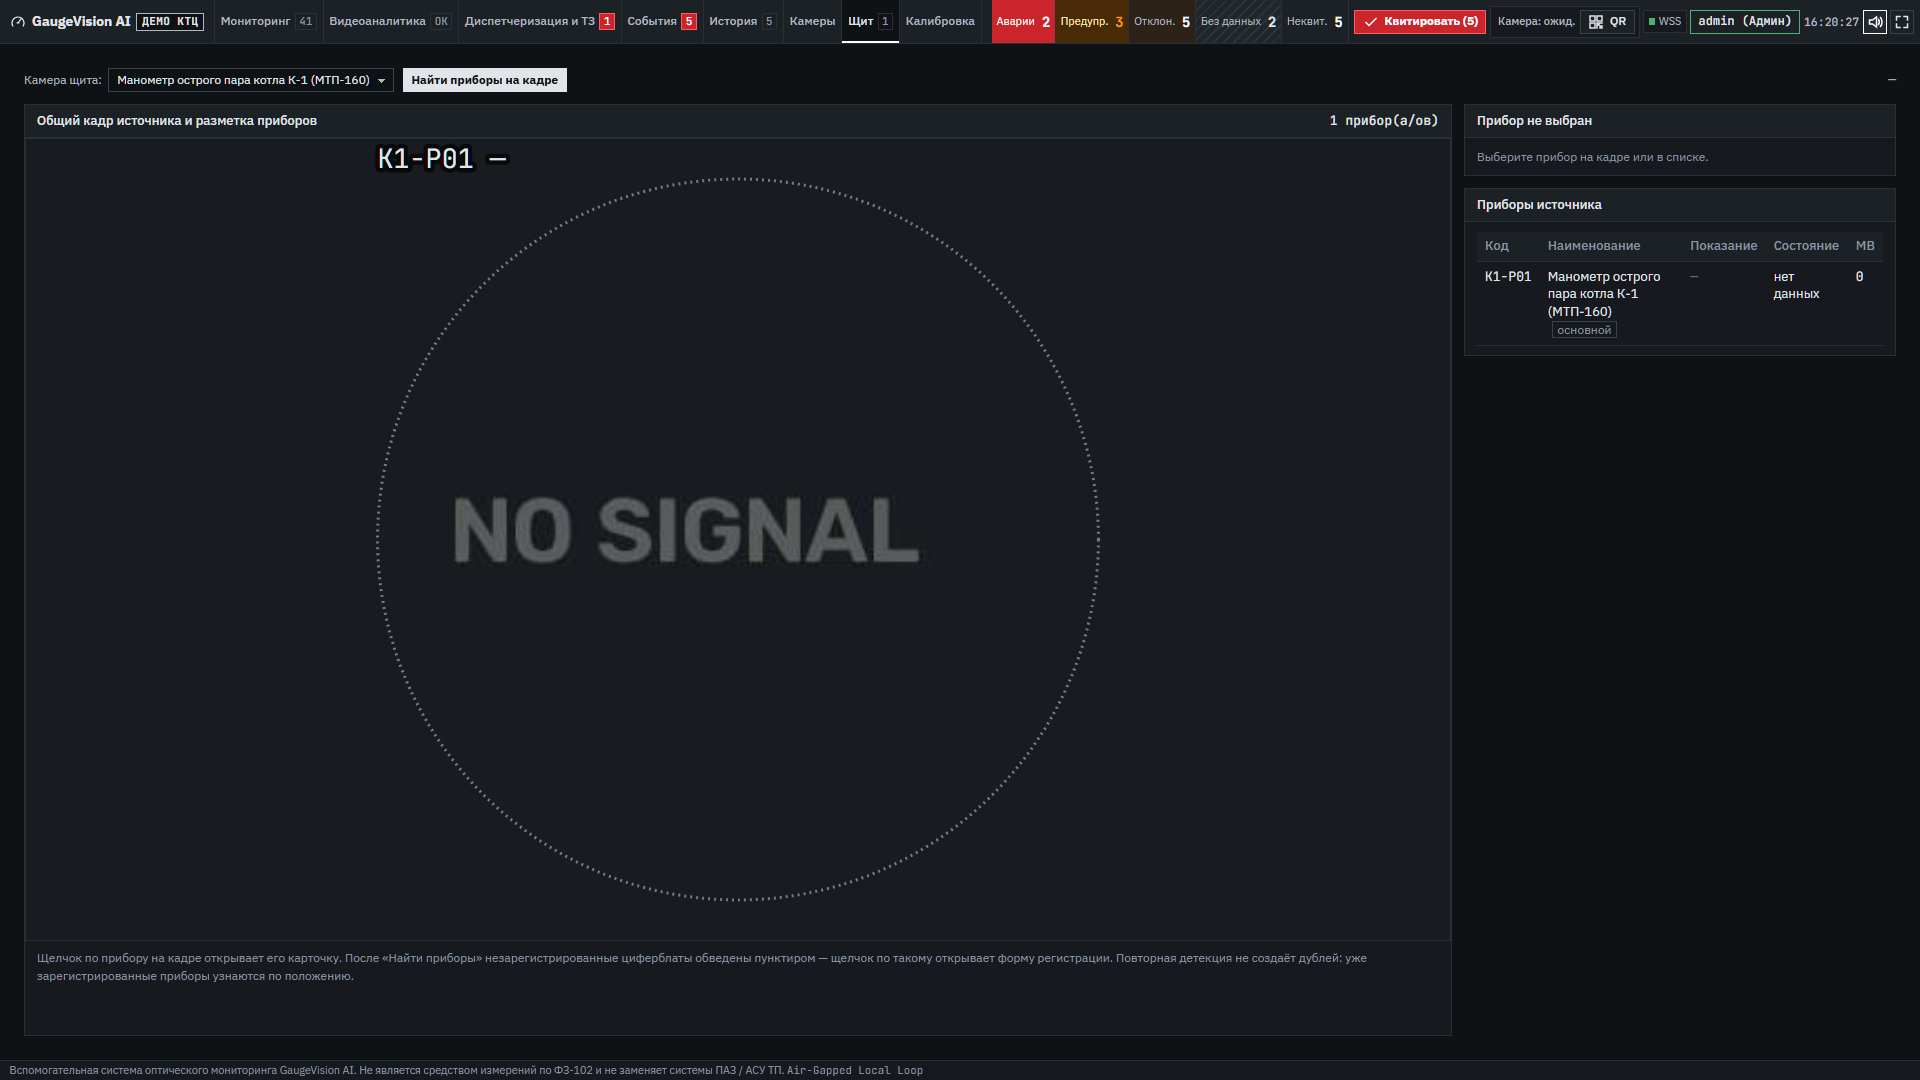 GaugeVision AI ДЕМО КТЦ Мониторинг 41 Видеоаналитика OK Диспетчеризация и ТЗ 1 События 5 История 5 Камеры Щит 1 Калибровка Аварии 2 Предупр. 3 Отклон. 5 Без данных 2 Неквит. 5 Квитировать (5) Камера: ожид. QR WSS admin (Админ) 16:20:27
Камера щита: Манометр острого пара котла К-1 (МТП-160) Найти приборы на кадре —
Общий кадр источника и разметка приборов 1 прибор(а/ов)
K1-P01 —
NO SIGNAL
Щелчок по прибору на кадре открывает его карточку. После «Найти приборы» незарегистрированные циферблаты обведены пунктиром — щелчок по такому открывает форму регистрации. Повторная детекция не создаёт дублей: уже
зарегистрированные приборы узнаются по положению.
Прибор не выбран
Выберите прибор на кадре или в списке.
Приборы источника
Код Наименование Показание Состояние МВ
K1-P01 Манометр острого — нет 0
пара котла К-1 данных
(МТП-160)
основной
Вспомогательная система оптического мониторинга GaugeVision AI. Не является средством измерений по ФЗ-102 и не заменяет системы ПАЗ / АСУ ТП. Air-Gapped Local Loop